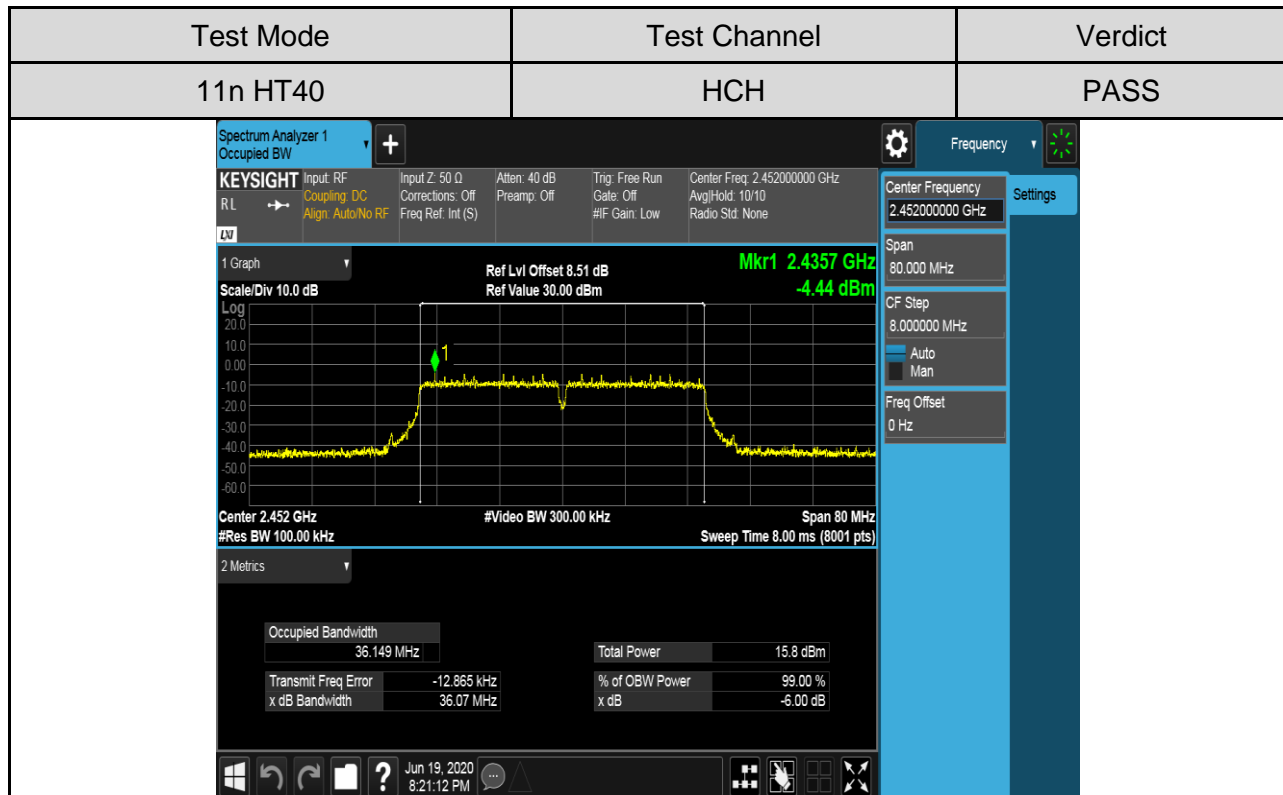 Test Mode Test Channel Verdict
11n HT40 HCH PASS
Spectrum Analyzer 1
Occupied BW
+
Frequency
KEYSIGHT Input: RF Input Z: 50 Ω Atten: 40 dB Trig: Free Run Center Freq: 2.452000000 GHz
Coupling: DC Corrections: Off Preamp: Off Gate: Off Avg|Hold: 10/10
RL Align: Auto/No RF Freq Ref: Int (S) #IF Gain: Low Radio Std: None
LXI
Center Frequency
2.452000000 GHz
Settings
Span
80.000 MHz
CF Step
8.000000 MHz
Auto
Man
Freq Offset
0 Hz
1 Graph Ref Lvl Offset 8.51 dB Mkr1 2.4357 GHz
Scale/Div 10.0 dB Ref Value 30.00 dBm -4.44 dBm
Log
20.0
10.0
1
0.00
-10.0
-20.0
-30.0
-40.0
-50.0
-60.0
Center 2.452 GHz #Video BW 300.00 kHz Span 80 MHz
#Res BW 100.00 kHz Sweep Time 8.00 ms (8001 pts)
2 Metrics
Occupied Bandwidth
36.149 MHz Total Power 15.8 dBm
Transmit Freq Error -12.865 kHz % of OBW Power 99.00 %
x dB Bandwidth 36.07 MHz x dB -6.00 dB
? Jun 19, 2020
8:21:12 PM